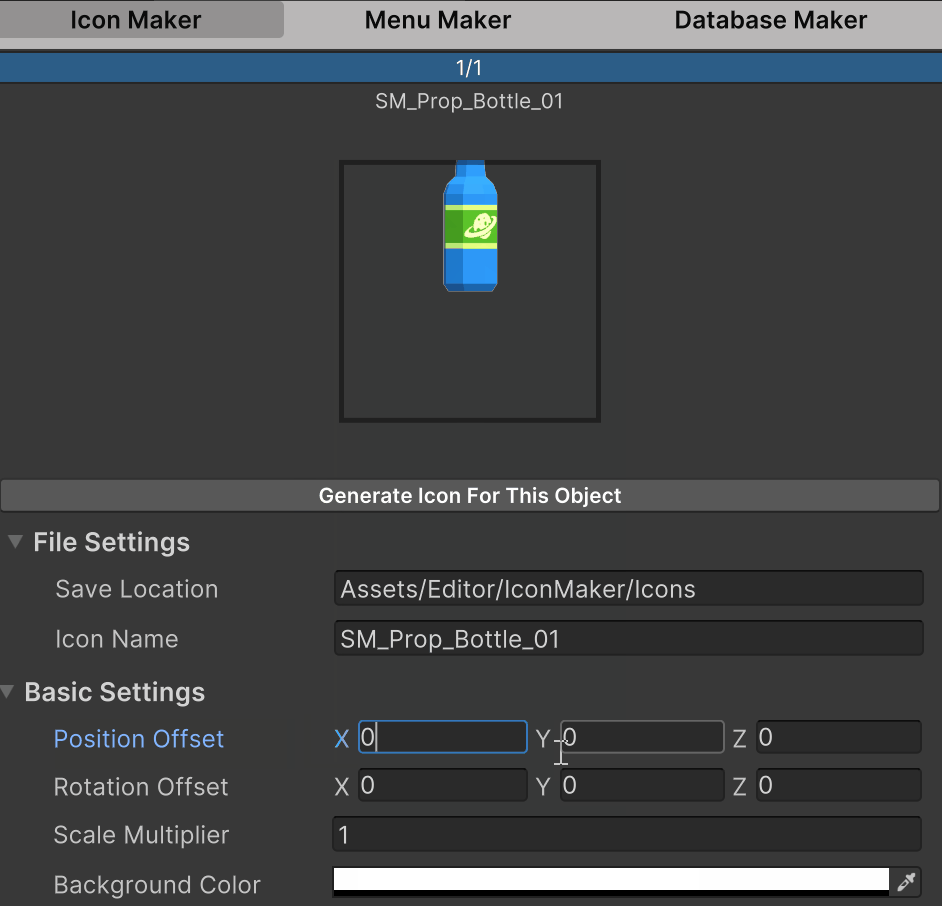 Icon Maker Menu Maker Database Maker
1/1
SM_Prop_Bottle_01
Generate Icon For This Object
File Settings
Save Location Assets/Editor/IconMaker/Icons
Icon Name SM_Prop_Bottle_01
Basic Settings
Position Offset X 0 Y 0 Z 0
Rotation Offset X 0 Y 0 Z 0
Scale Multiplier 1
Background Color